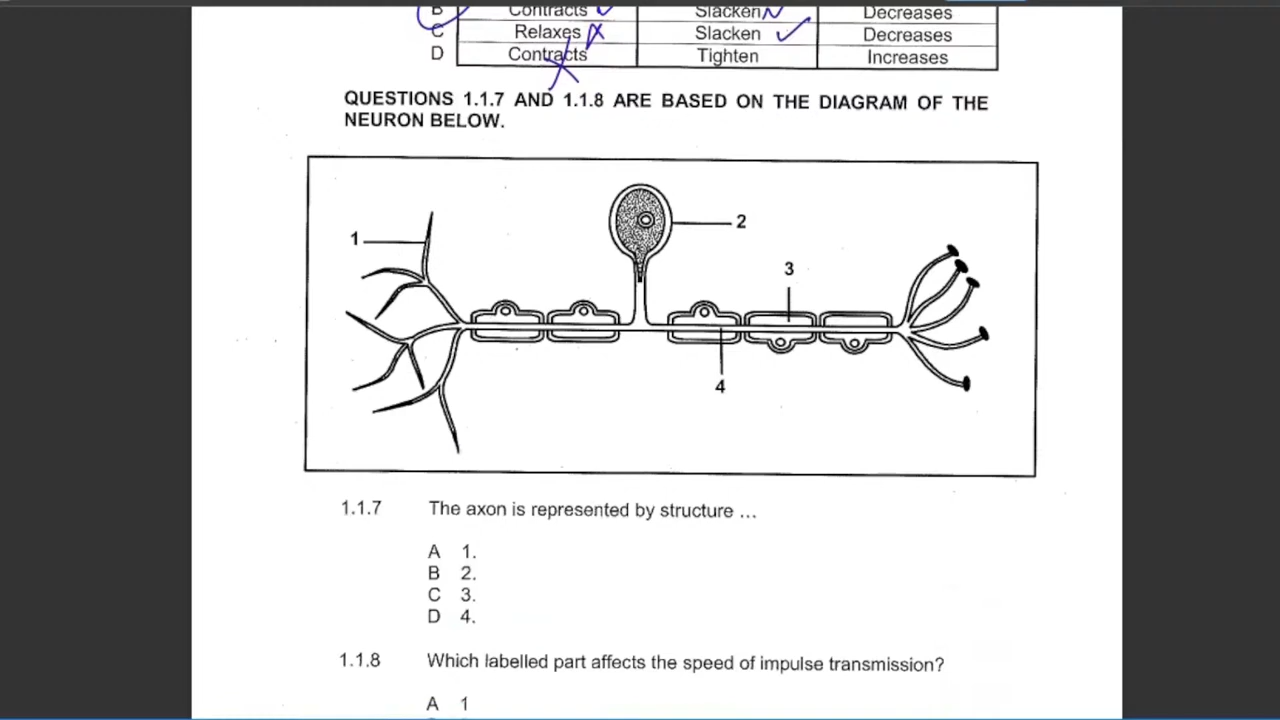 B Contracts Slacken Decreases
C Relaxes Slacken Decreases
D Contracts Tighten Increases
QUESTIONS 1.1.7 AND 1.1.8 ARE BASED ON THE DIAGRAM OF THE
NEURON BELOW.
1
2
3
4
1.1.7 The axon is represented by structure ...
A 1.
B 2.
C 3.
D 4.
1.1.8 Which labelled part affects the speed of impulse transmission?
A 1